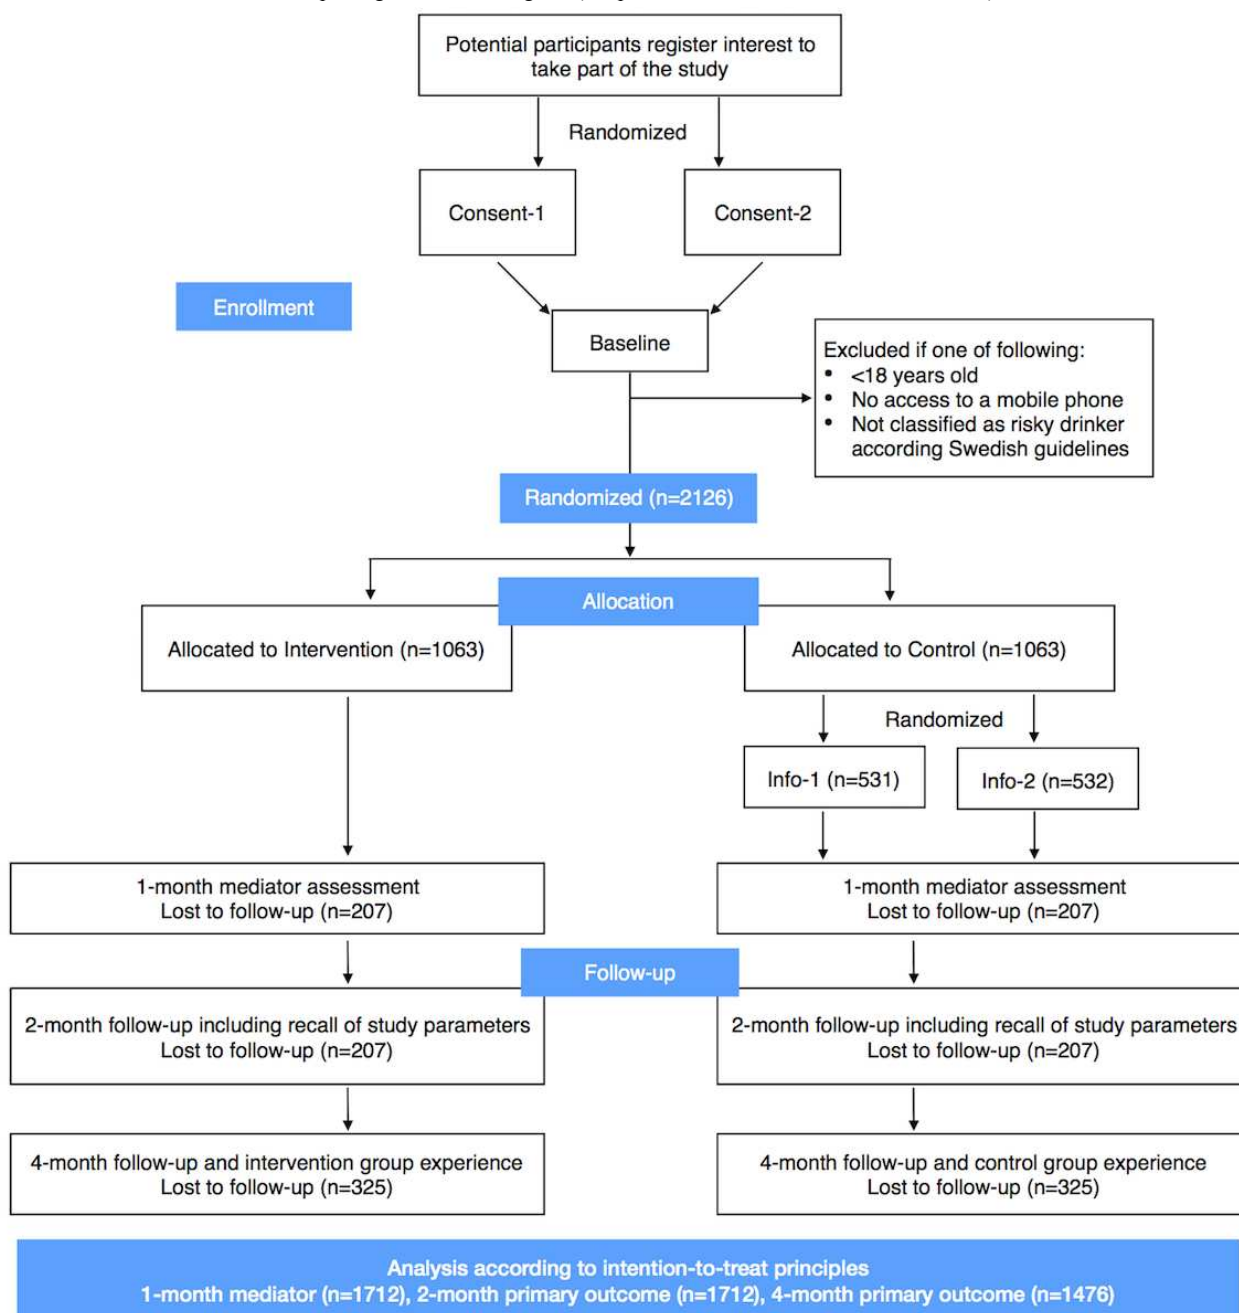 Potential participants register interest to
take part of the study
Randomized
Consent-1
Consent-2
Enrollment
Baseline
Excluded if one of following:
• <18 years old
• No access to a mobile phone
• Not classified as risky drinker
according Swedish guidelines
Randomized (n=2126)
Allocation
Allocated to Intervention (n=1063)
Allocated to Control (n=1063)
Randomized
Info-1 (n=531)
Info-2 (n=532)
1-month mediator assessment
Lost to follow-up (n=207)
1-month mediator assessment
Lost to follow-up (n=207)
Follow-up
2-month follow-up including recall of study parameters
Lost to follow-up (n=207)
2-month follow-up including recall of study parameters
Lost to follow-up (n=207)
4-month follow-up and intervention group experience
Lost to follow-up (n=325)
4-month follow-up and control group experience
Lost to follow-up (n=325)
Analysis according to intention-to-treat principles
1-month mediator (n=1712), 2-month primary outcome (n=1712), 4-month primary outcome (n=1476)